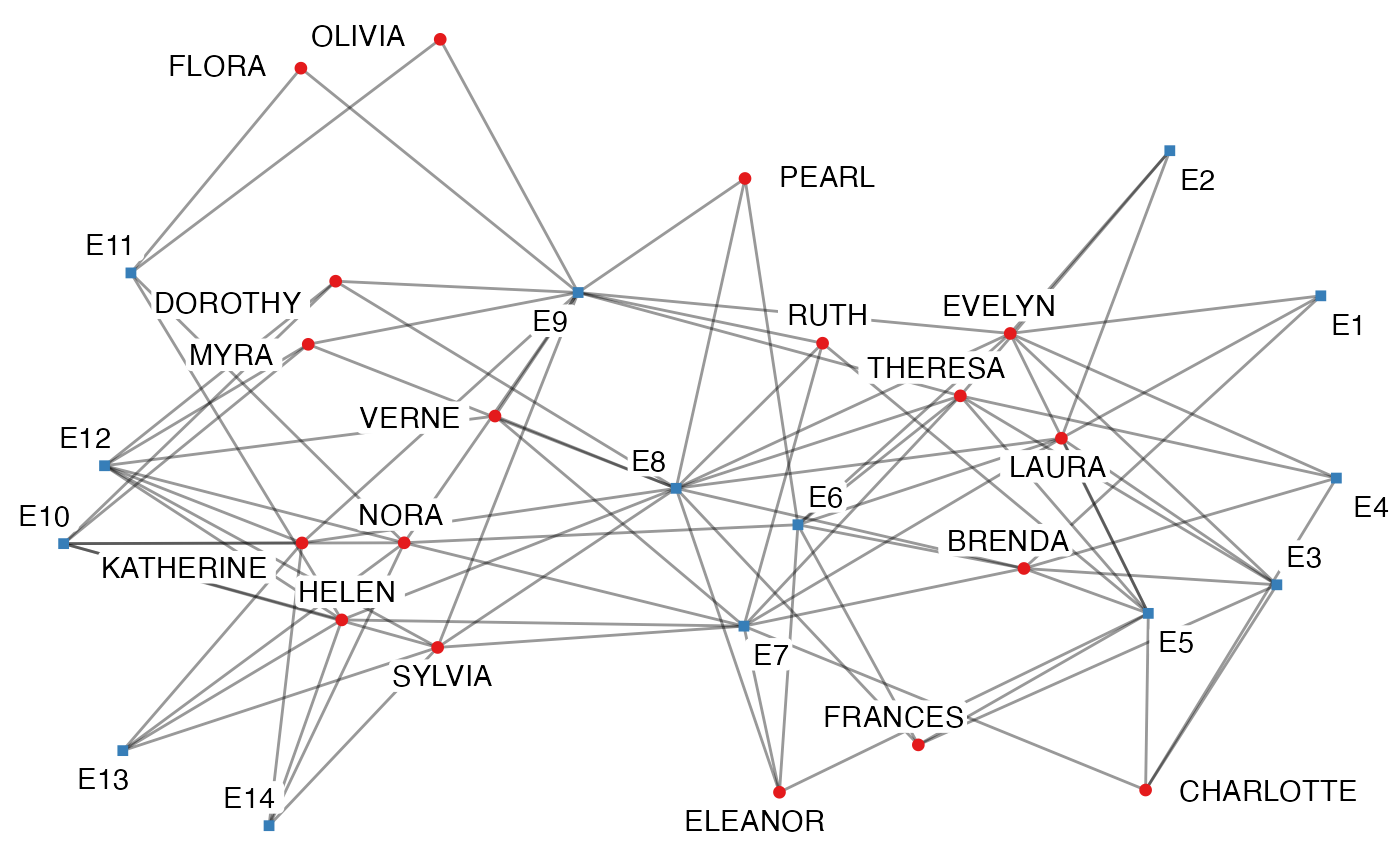 OLIVIA
FLORA
PEARL
E2
E11
DOROTHY
EVELYN
RUTH
E9
E1
MYRA
THERESA
VERNE
E12
E8
LAURA
E6
E4
E10
NORA
BRENDA
E3
KATHERINE
HELEN
E5
E7
SYLVIA
FRANCES
E13
E14
CHARLOTTE
ELEANOR